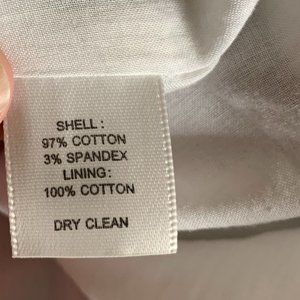 SHELL :
97% COTTON
3% SPANDEX
LINING:
100% COTTON
DRY CLEAN